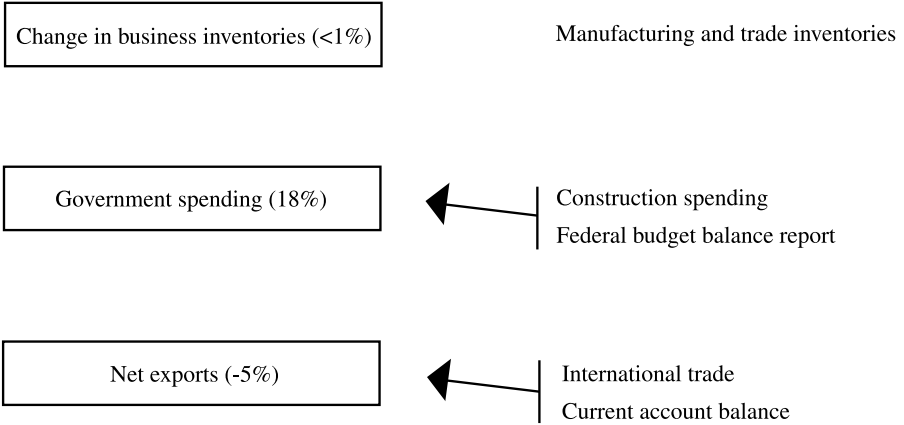 Change in business inventories (<1%)
Manufacturing and trade inventories
Government spending (18%)
Construction spending
Federal budget balance report
Net exports (-5%)
International trade
Current account balance